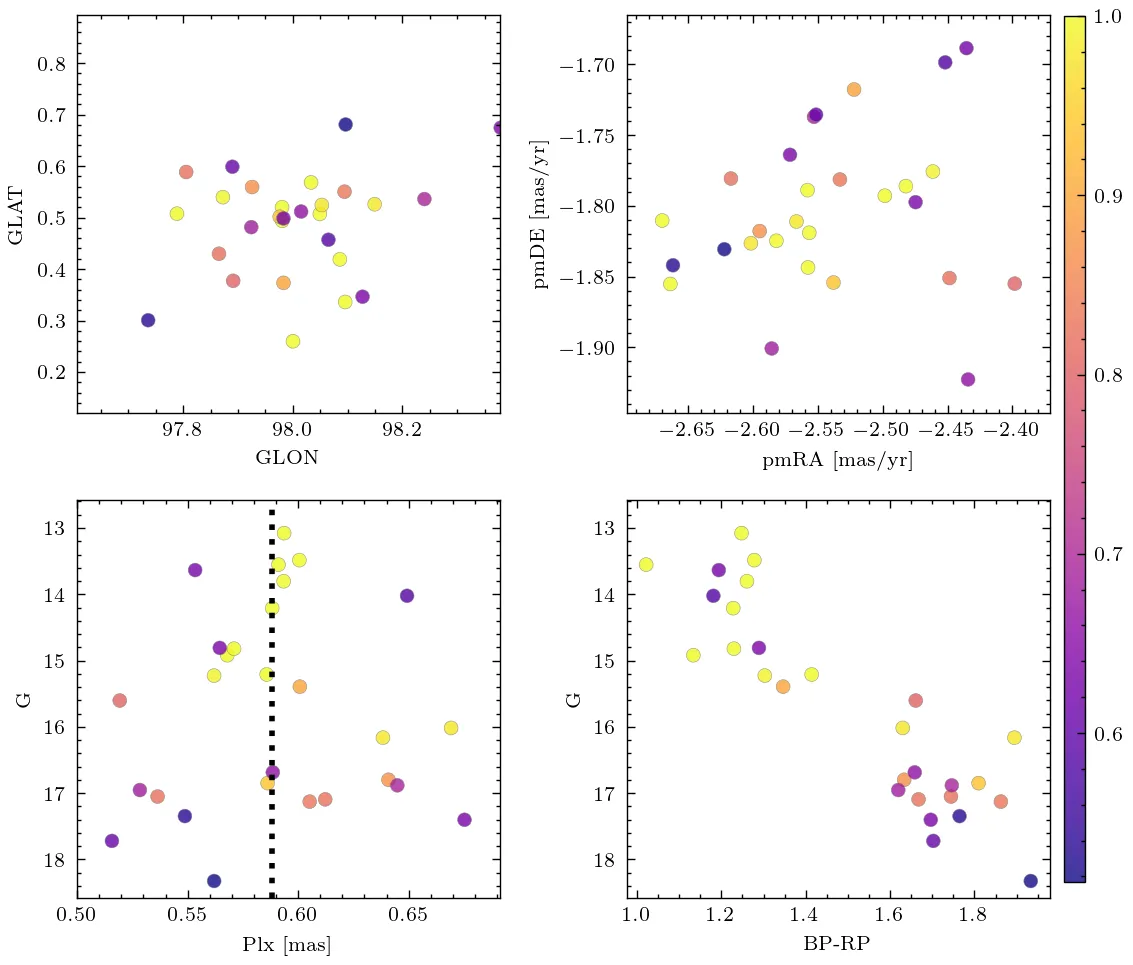 0.8
0.7
0.6
0.5
0.4
0.3
0.2
GLAT
97.8 98.0 98.2
GLON
−1.70
−1.75
−1.80
−1.85
−1.90
pmDE [mas/yr]
−2.65 −2.60 −2.55 −2.50 −2.45 −2.40
pmRA [mas/yr]
1.0
0.9
0.8
0.7
0.6
13
14
15
16
17
18
G
0.50 0.55 0.60 0.65
Plx [mas]
13
14
15
16
17
18
G
1.0 1.2 1.4 1.6 1.8
BP-RP